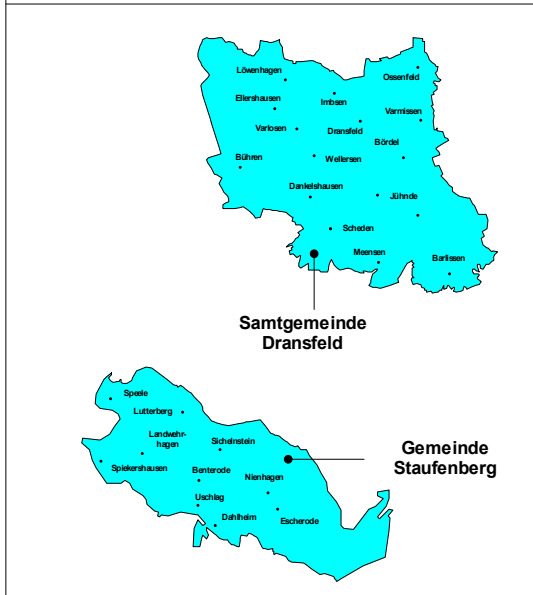 Löwenhagen
Ossenfeld
Ellershausen
Imbsen
Varmissen
Varlosen
Dransfeld
Bördel
Bühren
Wellersen
Dankelshausen
Jühnde
Scheden
Meensen
Barlissen
Samtgemeinde
Dransfeld
Speele
Lutterberg
Landwehr-
hagen
Sichelnstein
Spiekershausen
Benterode
Nienhagen
Uschlag
Dahlheim
Escherode
Gemeinde
Staufenberg